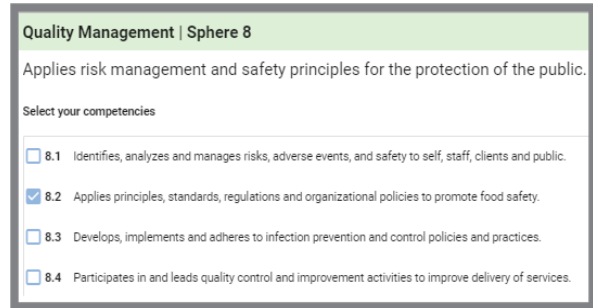 Quality Management | Sphere 8
Applies risk management and safety principles for the protection of the public.
Select your competencies
8.1 Identifies, analyzes and manages risks, adverse events, and safety to self, staff, clients and public.
8.2 Applies principles, standards, regulations and organizational policies to promote food safety.
8.3 Develops, implements and adheres to infection prevention and control policies and practices.
8.4 Participates in and leads quality control and improvement activities to improve delivery of services.